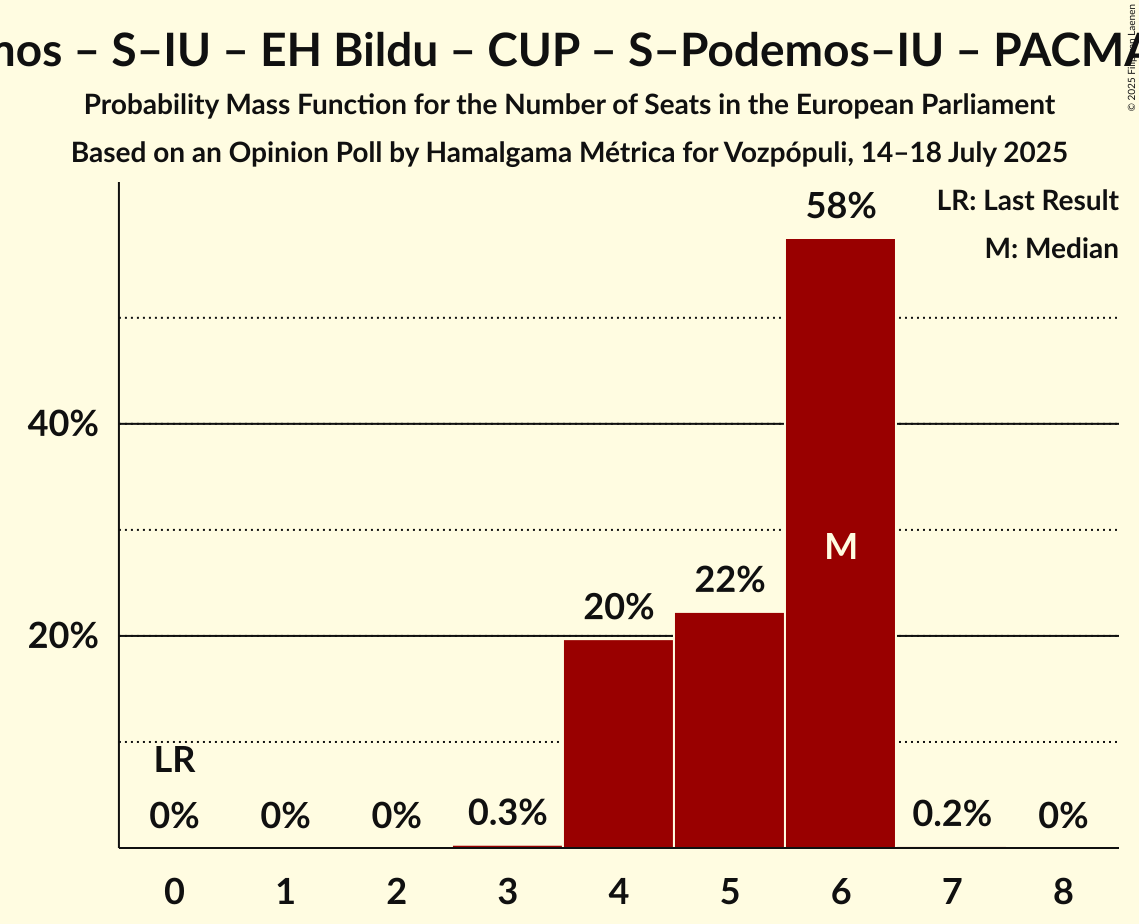 – S–IU – EH Bildu – CUP – S–Podemos–IU –
Probability Mass Function for the Number of Seats in the European Parliament
Based on an Opinion Poll by Hamalgama Métrica for Vozpópuli, 14–18 July 2025
LR: Last Result
M: Median
58%
40%
M
22%
20%
20%
LR
0%
0%
0%
0.3%
0.2%
0%
0
1
2
3
4
5
6
7
8